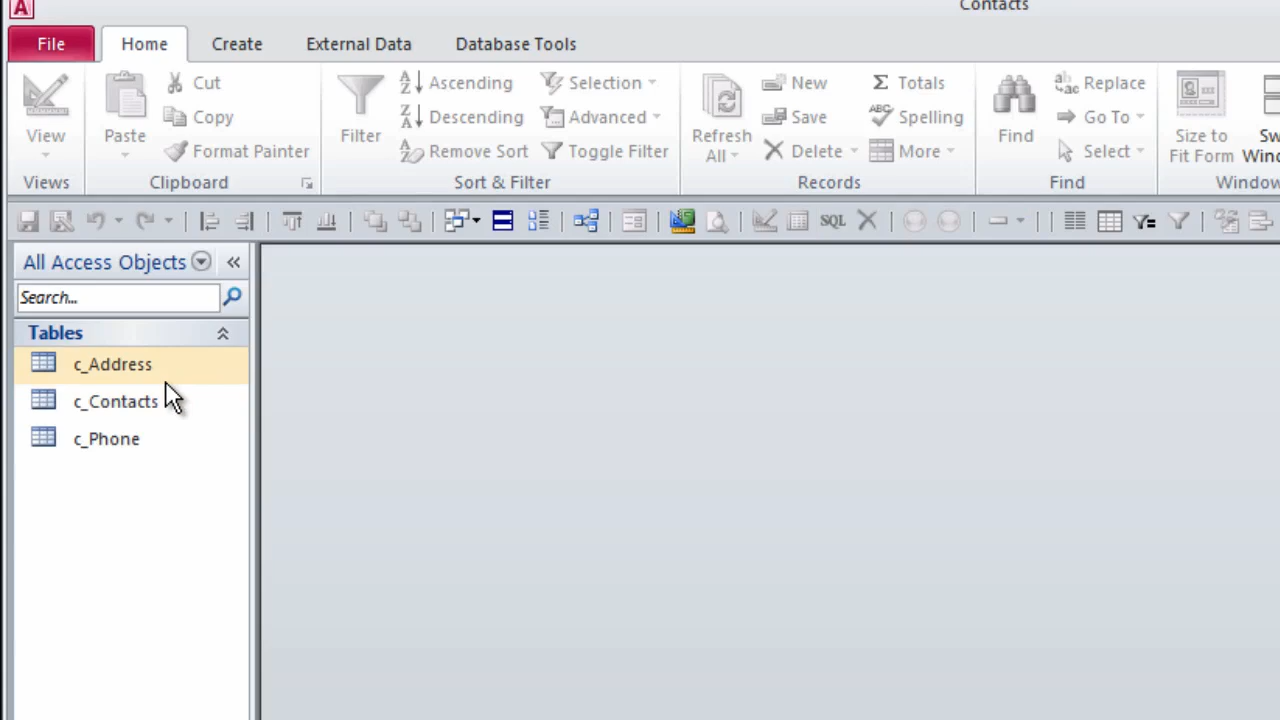 A
Contacts
File Home Create External Data Database Tools
View
Views
Paste
Cut
Copy
Format Painter
Clipboard
Filter
Ascending
Descending
Remove Sort
Selection
Advanced
Toggle Filter
Sort & Filter
Refresh
All
New
Save
Delete
Totals
Spelling
More
Records
Find
Replace
Go To
Select
Find
Size to
Fit Form
SQL
All Access Objects
Search...
Tables
c_Address
c_Contacts
c_Phone